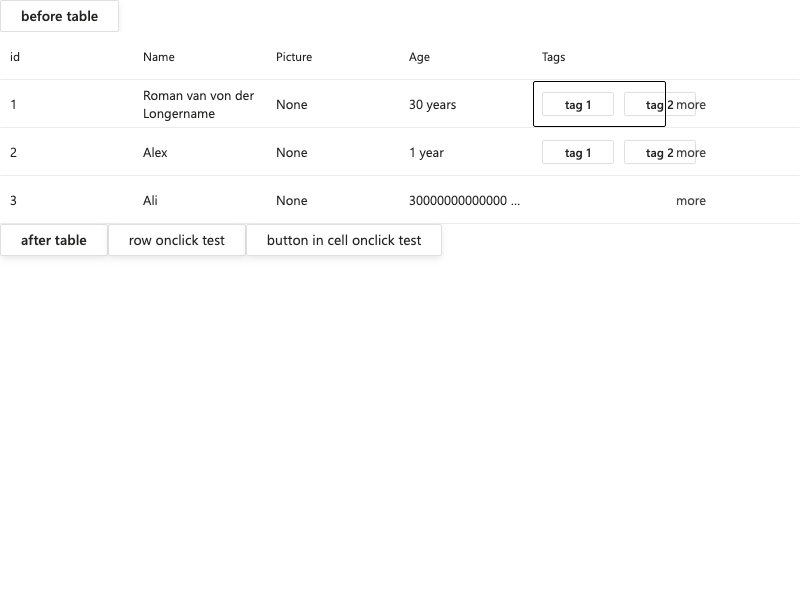 before table
id Name Picture Age Tags
1 Roman van von der Longername None 30 years tag 1 tag 2 more
2 Alex None 1 year tag 1 tag 2 more
3 Ali None 30000000000000 ... more
after table row onclick test button in cell onclick test